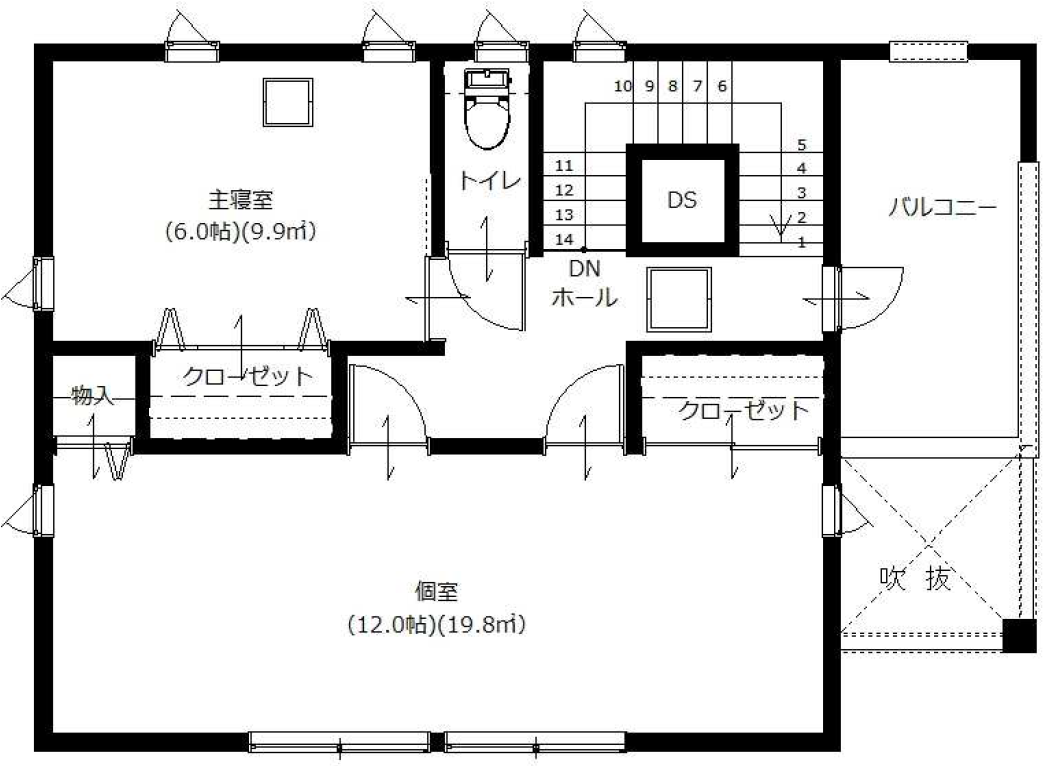 10 9 8 7 6
5
4
3
2
1
11
12
13
14
DS
トイレ
主寝室
(6.0帖)(9.9㎡)
バルコニー
DN
ホール
クローゼット
物入
クローゼット
吹 抜
個室
(12.0帖)(19.8㎡)